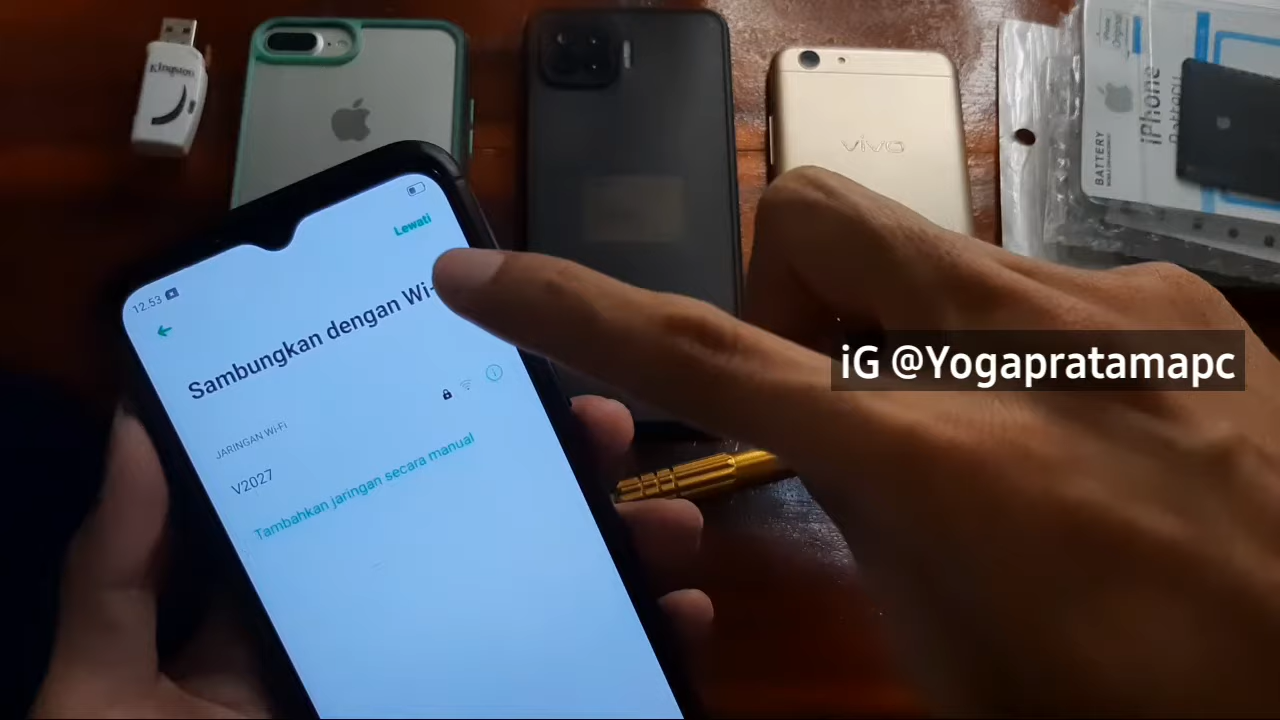 Kingston
vivo
iPhone
Battery
BATTERY
Lewati
12.53
Sambungkan dengan Wi-
JARINGAN WI-FI
V2027
Tambahkan jaringan secara manual
iG @Yogapratamapc